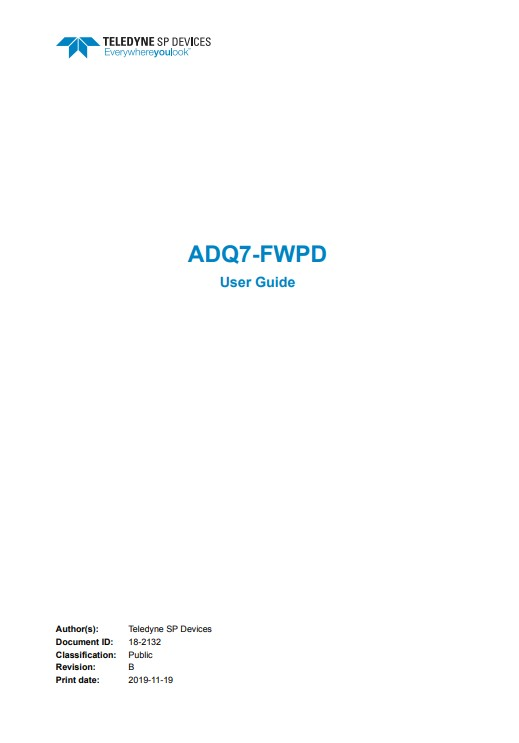 TELEDYNE SP DEVICES
Everywhereyoulook™
ADQ7-FWPD
User Guide
Author(s): Teledyne SP Devices
Document ID: 18-2132
Classification: Public
Revision: B
Print date: 2019-11-19